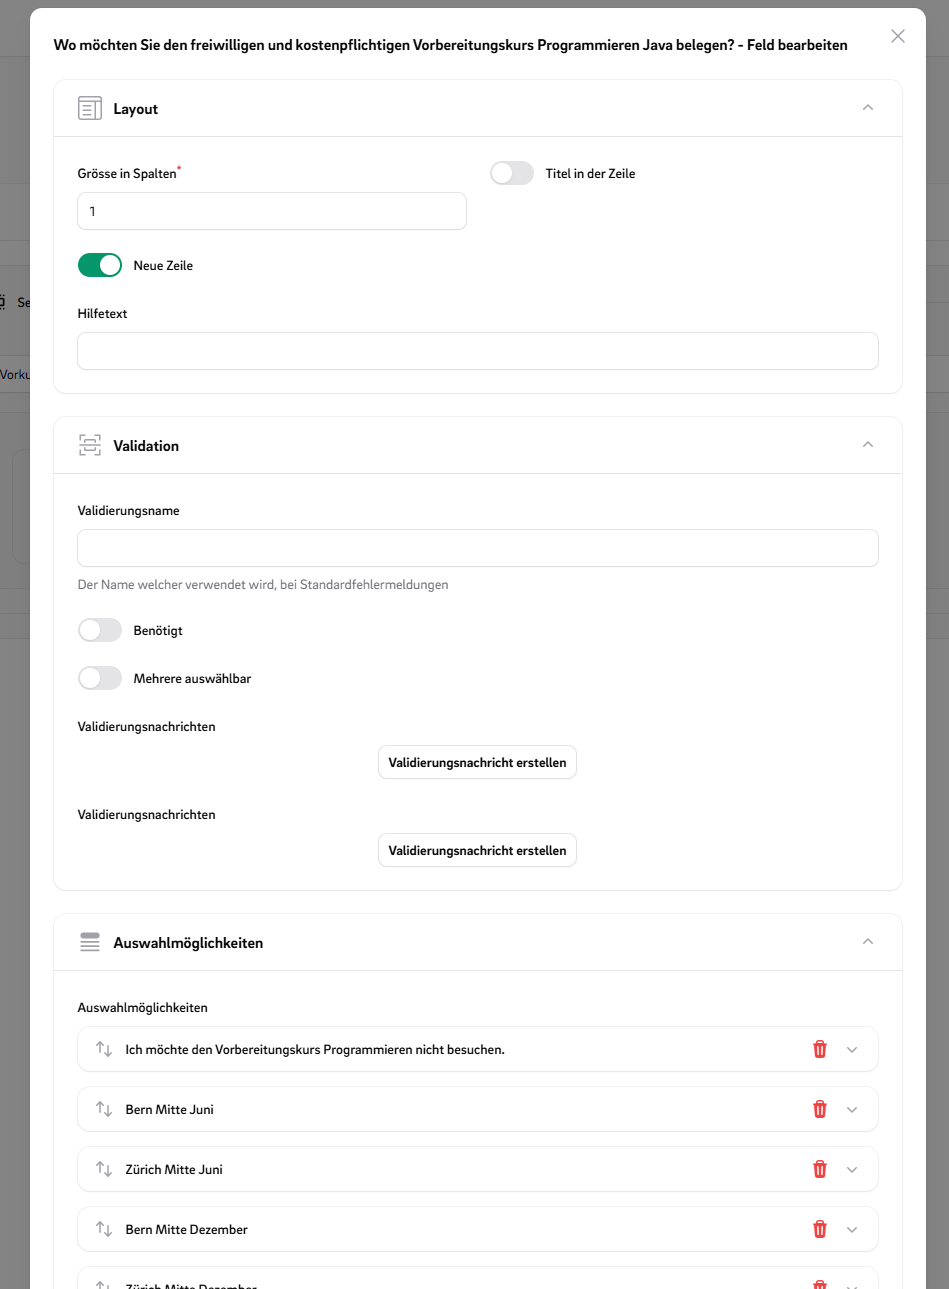 Wo möchten Sie den freiwilligen und kostenpflichtigen Vorbereitungskurs Programmieren Java belegen? - Feld bearbeiten
Layout
Grösse in Spalten*
Titel in der Zeile
1
Neue Zeile
Se
Hilfetext
Vorku
Validation
Validierungsname
Der Name welcher verwendet wird, bei Standardfehlermeldungen
Benötigt
Mehrere auswählbar
Validierungsnachrichten
Validierungsnachricht erstellen
Validierungsnachrichten
Validierungsnachricht erstellen
Auswahlmöglichkeiten
Auswahlmöglichkeiten
Ich möchte den Vorbereitungskurs Programmieren nicht besuchen.
Bern Mitte Juni
Zürich Mitte Juni
Bern Mitte Dezember
Zürich Mitte Dezember